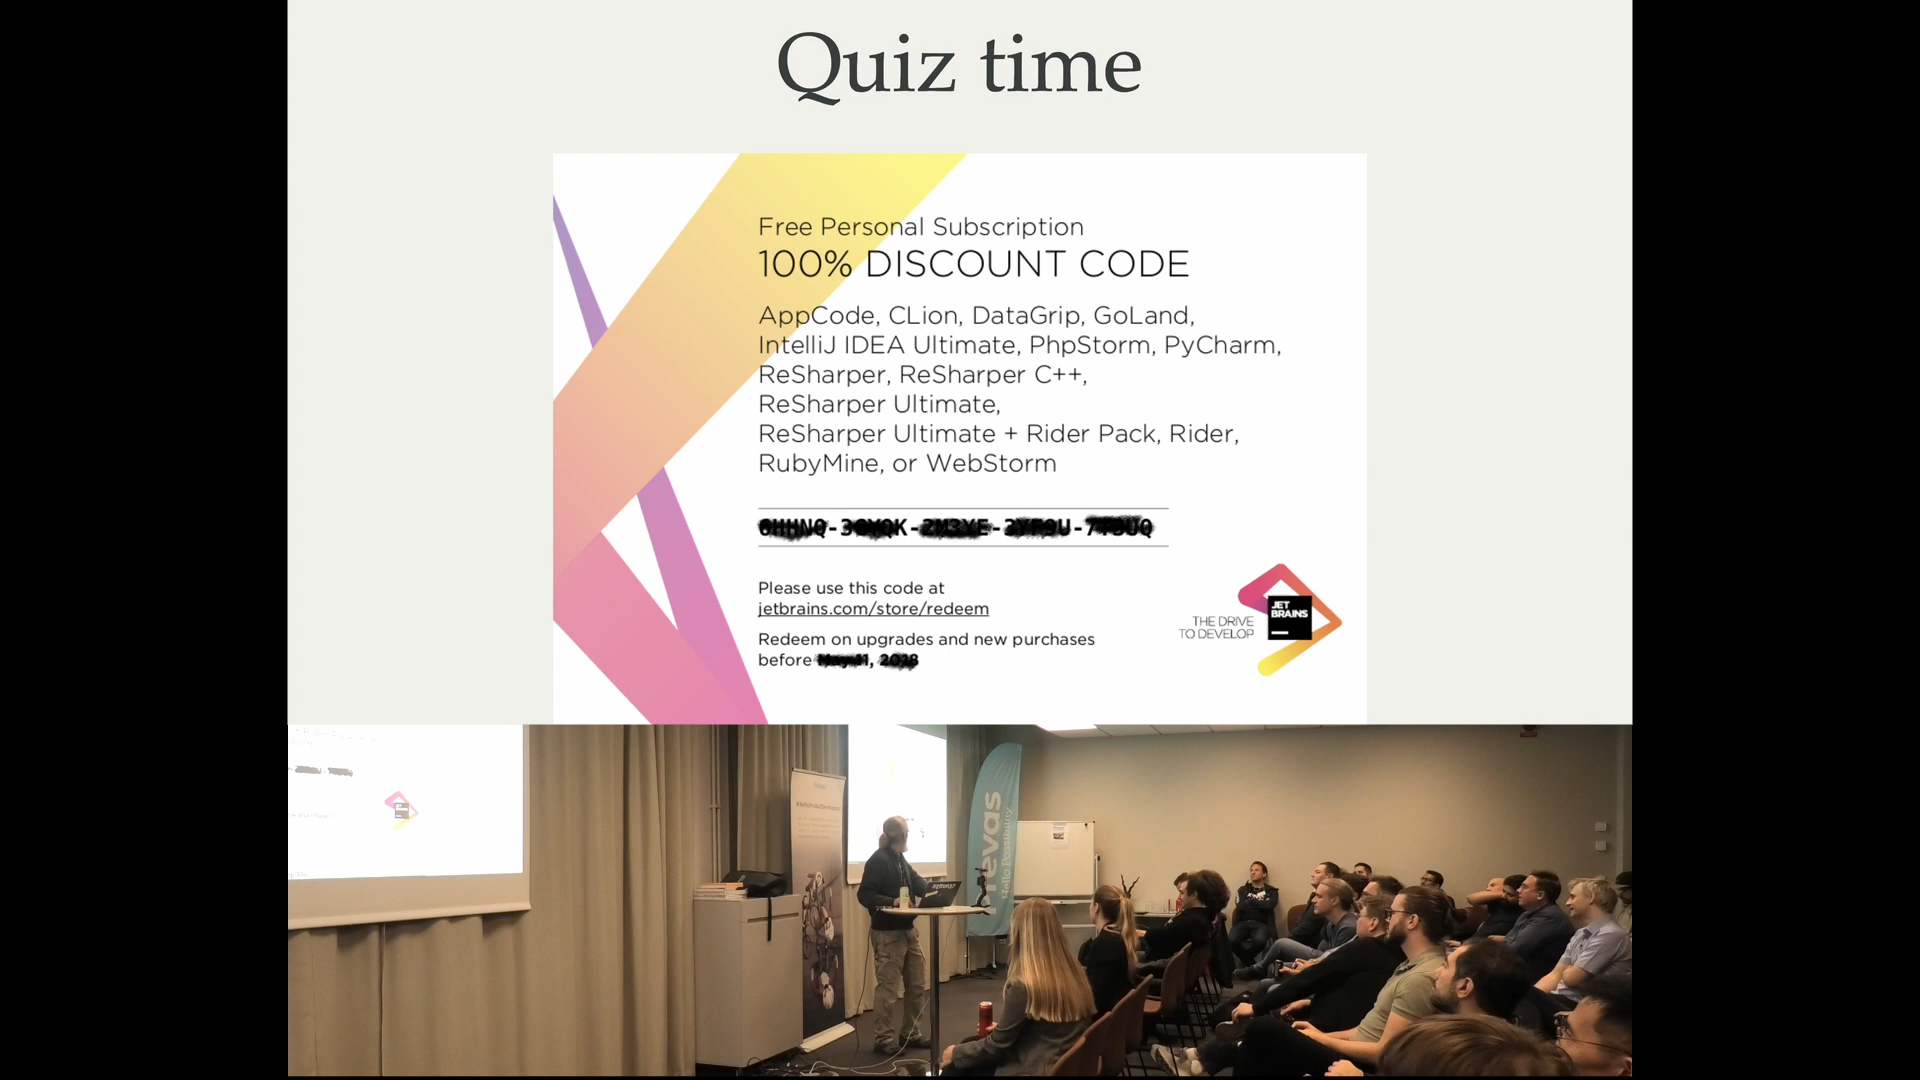 Quiz time
Free Personal Subscription
100% DISCOUNT CODE
AppCode, CLion, DataGrip, GoLand,
IntelliJ IDEA Ultimate, PhpStorm, PyCharm,
ReSharper, ReSharper C++,
ReSharper Ultimate,
ReSharper Ultimate + Rider Pack, Rider,
RubyMine, or WebStorm
Please use this code at
jetbrains.com/store/redeem
Redeem on upgrades and new purchases
before
JET
BRAINS
THE DRIVE
TO DEVELOP
Hello Possibility